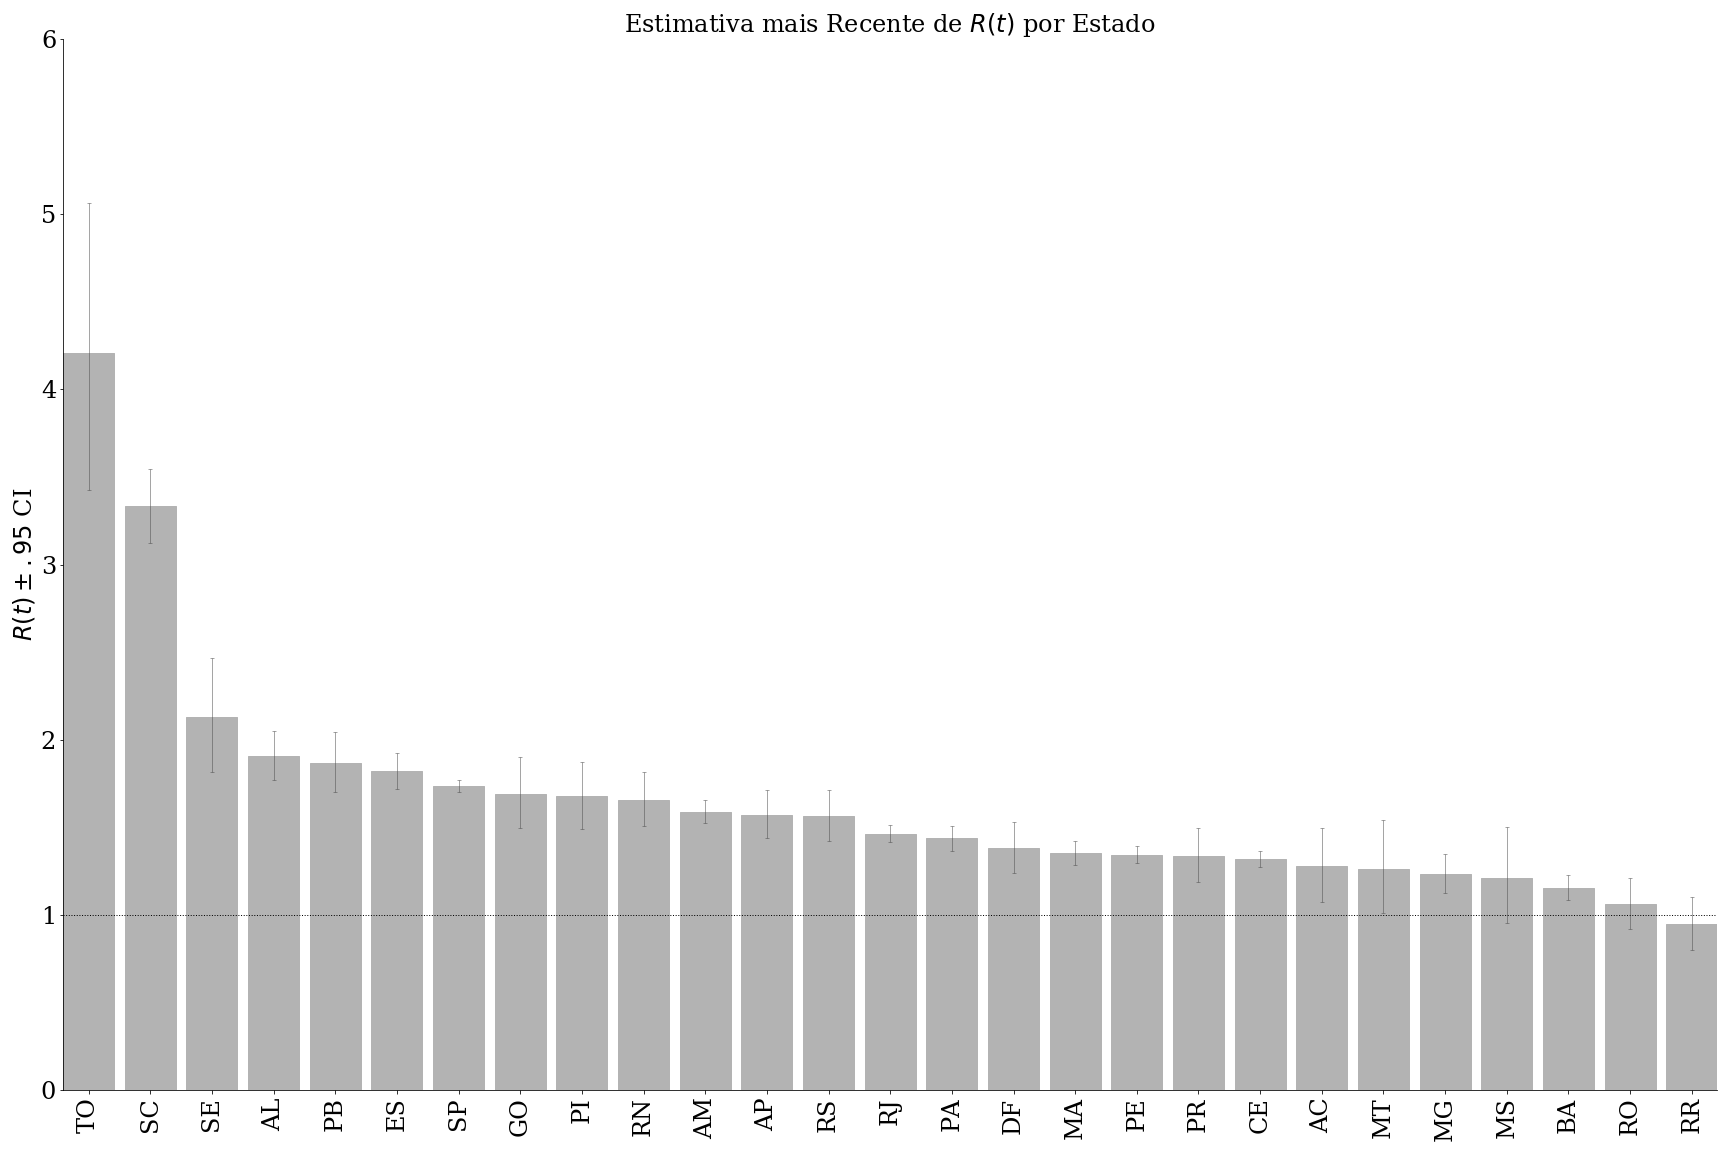 Estimativa mais Recente de R(t) por Estado
6
5
4
3
2
1
0
R(t) ± .95 CI
TO SC SE AL PB ES SP GO PI RN AM AP RS RJ PA DF MA PE PR CE AC MT MG MS BA RO RR